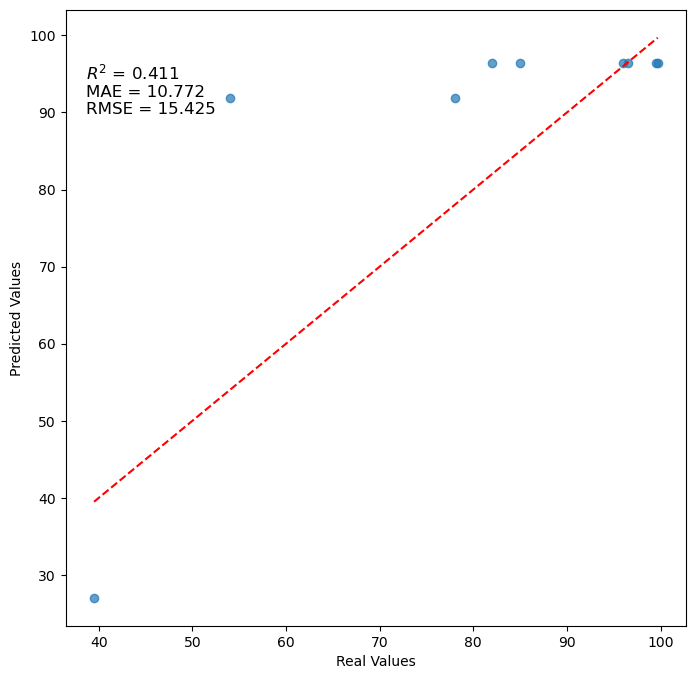 100
90
80
70
60
50
40
30
R² = 0.411
MAE = 10.772
RMSE = 15.425
Predicted Values
40 50 60 70 80 90 100
Real Values